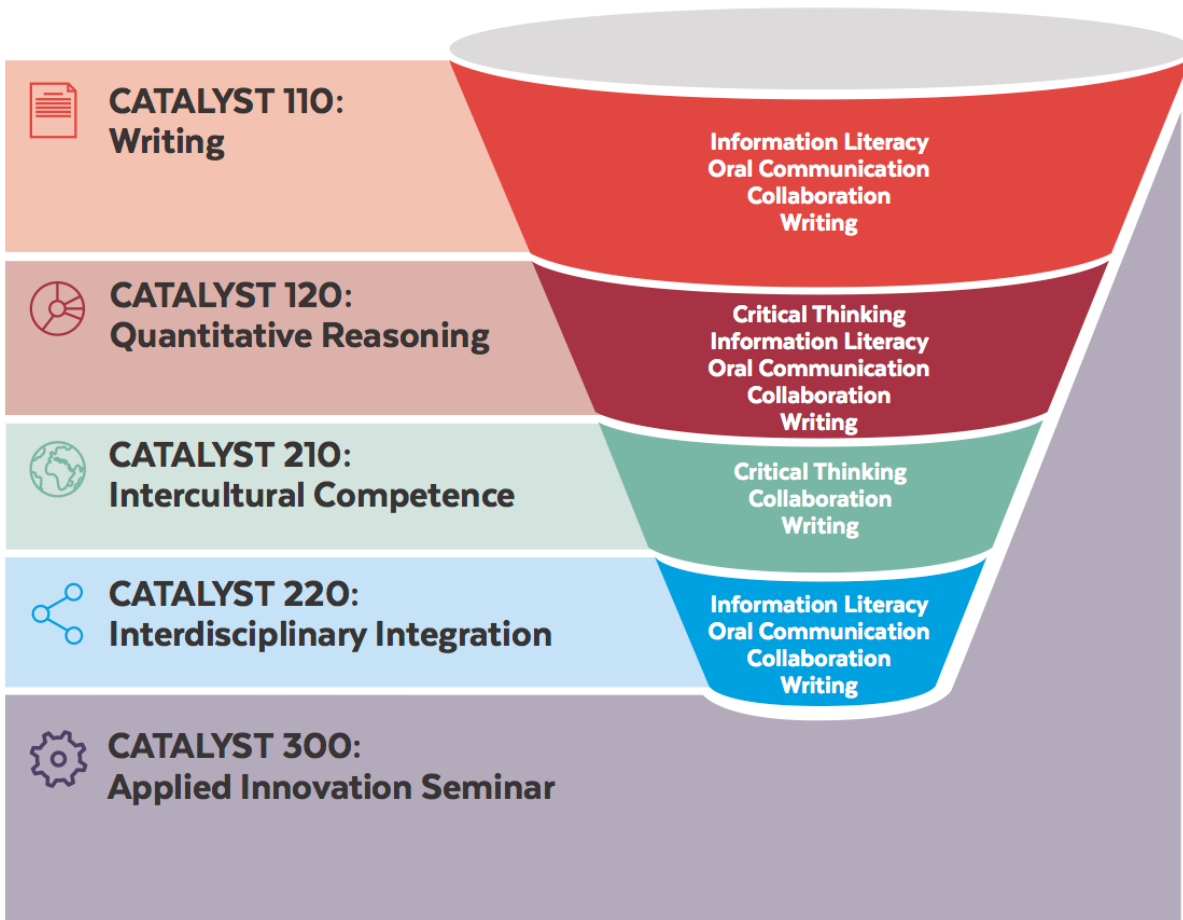 CATALYST 110:
Writing
Information Literacy
Oral Communication
Collaboration
Writing
CATALYST 120:
Quantitative Reasoning
Critical Thinking
Information Literacy
Oral Communication
Collaboration
Writing
CATALYST 210:
Intercultural Competence
Critical Thinking
Collaboration
Writing
CATALYST 220:
Interdisciplinary Integration
Information Literacy
Oral Communication
Collaboration
Writing
CATALYST 300:
Applied Innovation Seminar